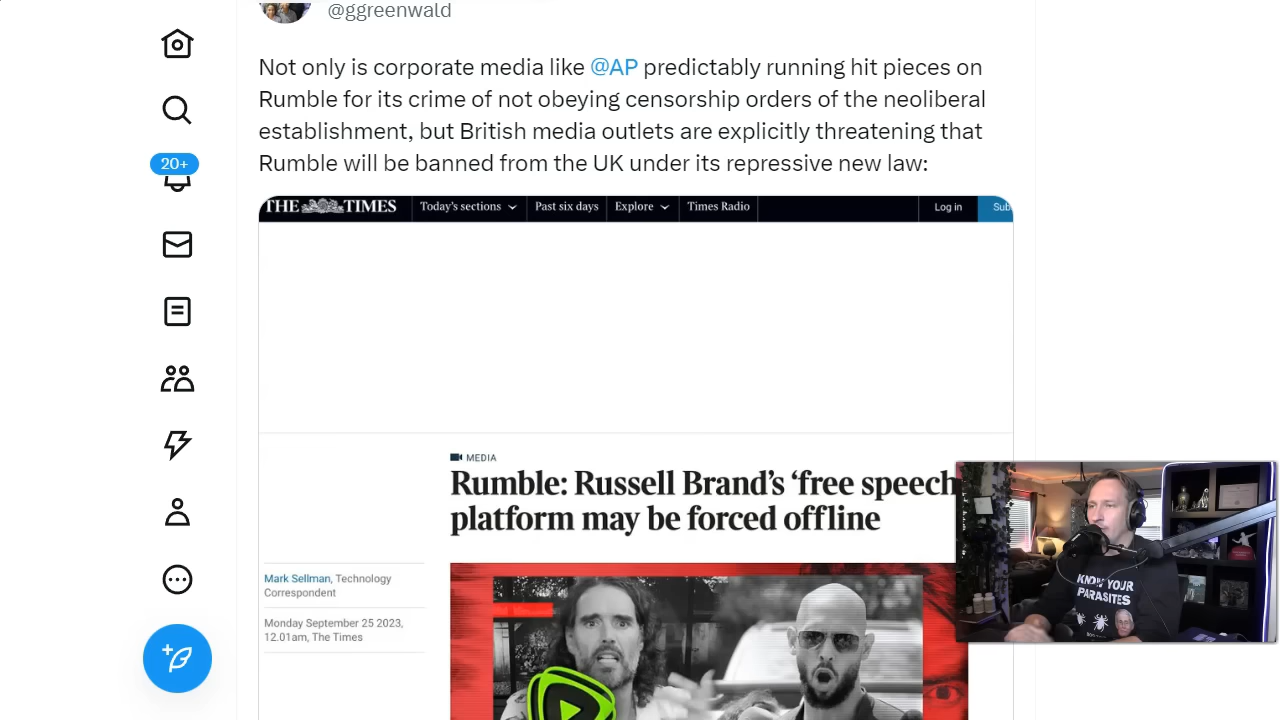 @ggreenwald
Not only is corporate media like @AP predictably running hit pieces on
Rumble for its crime of not obeying censorship orders of the neoliberal
establishment, but British media outlets are explicitly threatening that
Rumble will be banned from the UK under its repressive new law:
20+
THE TIMES
Today's sections
Past six days
Explore
Times Radio
Log in
Sub
MEDIA
Rumble: Russell Brand's ‘free speech
platform may be forced offline
Mark Sellman, Technology
Correspondent
Monday September 25 2023,
12.01am, The Times
KNOW YOUR
PARASITES